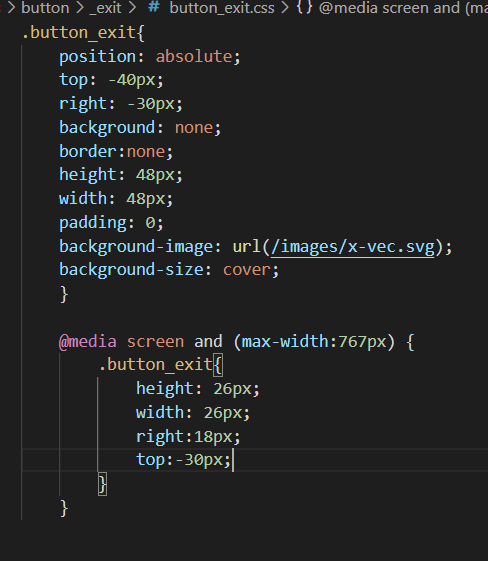 button > _exit > # button_exit.css > {} @media screen and (ma
.button_exit{
position: absolute;
top: -40px;
right: -30px;
background: none;
border:none;
height: 48px;
width: 48px;
padding: 0;
background-image: url(/images/x-vec.svg);
background-size: cover;
}
@media screen and (max-width:767px) {
.button_exit{
height: 26px;
width: 26px;
right:18px;
top:-30px;
}
}